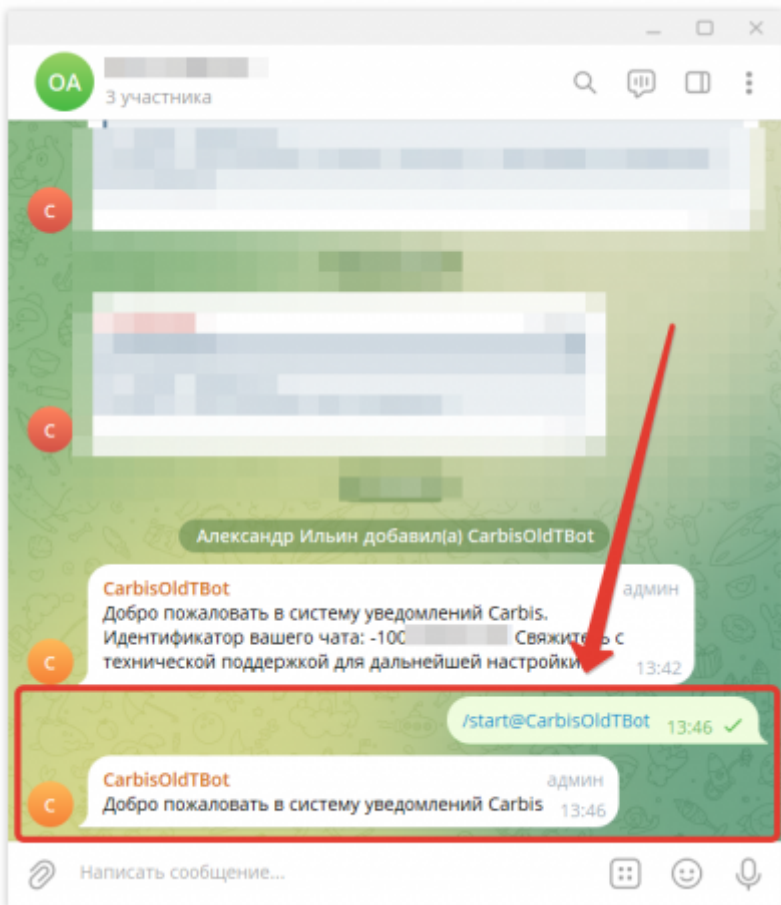 ОА
3 участника
С
С
Александр Ильин добавил(а) CarbisOldTBot
CarbisOldTBot админ
Добро пожаловать в систему уведомлений Carbis.
Идентификатор вашего чата: -100 с
технической поддержкой для дальнейшей настройки 13:42
С
/start@CarbisOldTBot 13:46
CarbisOldTBot админ
Добро пожаловать в систему уведомлений Carbis 13:46
С
Написать сообщение...